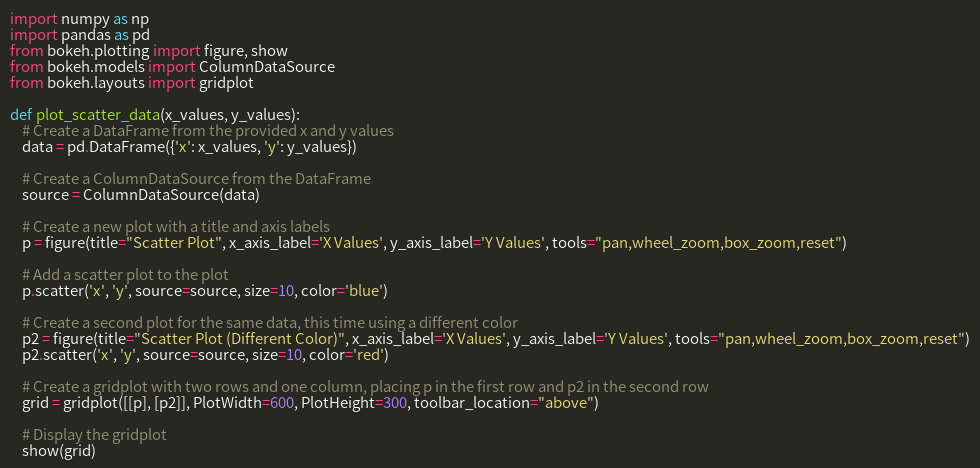 import numpy as np
import pandas as pd
from bokeh.plotting import figure, show
from bokeh.models import ColumnDataSource
from bokeh.layouts import gridplot

def plot_scatter_data(x_values, y_values):
    # Create a DataFrame from the provided x and y values
    data = pd.DataFrame({'x': x_values, 'y': y_values})

    # Create a ColumnDataSource from the DataFrame
    source = ColumnDataSource(data)

    # Create a new plot with a title and axis labels
    p = figure(title="Scatter Plot", x_axis_label='X Values', y_axis_label='Y Values', tools="pan,wheel_zoom,box_zoom,reset")

    # Add a scatter plot to the plot
    p.scatter('x', 'y', source=source, size=10, color='blue')

    # Create a second plot for the same data, this time using a different color
    p2 = figure(title="Scatter Plot (Different Color)", x_axis_label='X Values', y_axis_label='Y Values', tools="pan,wheel_zoom,box_zoom,reset")
    p2.scatter('x', 'y', source=source, size=10, color='red')

    # Create a gridplot with two rows and one column, placing p in the first row and p2 in the second row
    grid = gridplot([[p], [p2]], PlotWidth=600, PlotHeight=300, toolbar_location="above")

    # Display the gridplot
    show(grid)